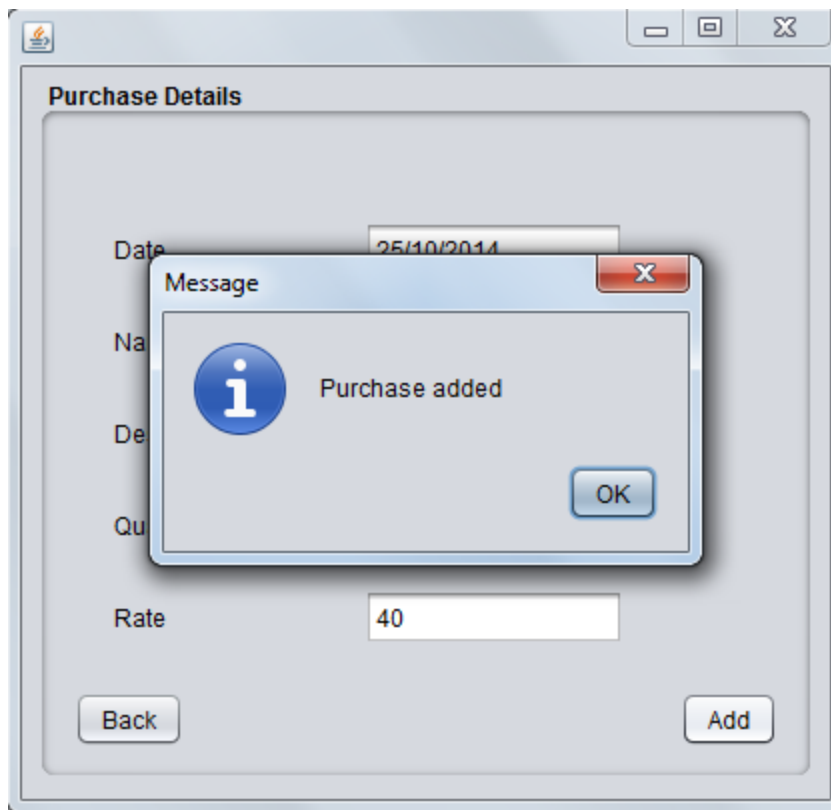 Purchase Details
Date 25/10/2014
Message
Na
Purchase added
De
OK
Qu
Rate 40
Back Add